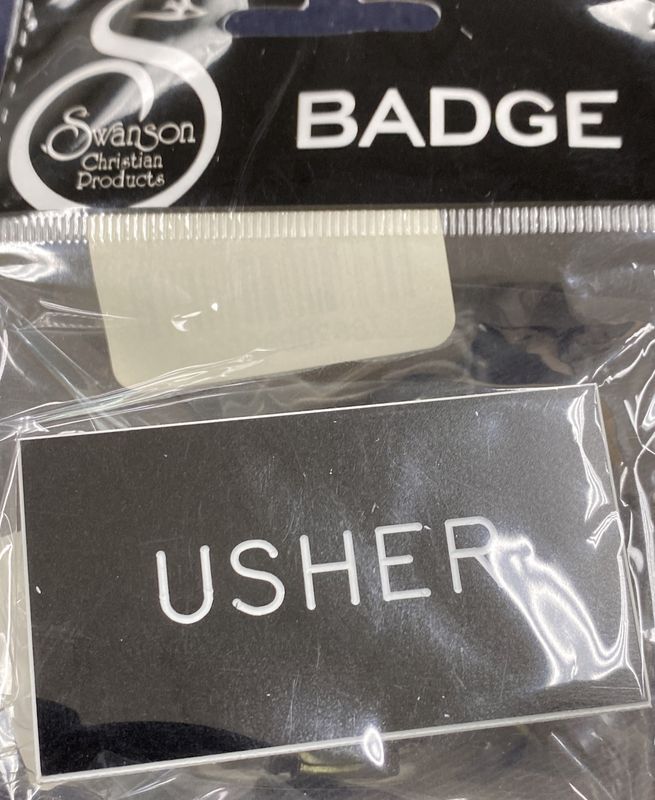 Swanson
Christian
Products
BADGE
USHER